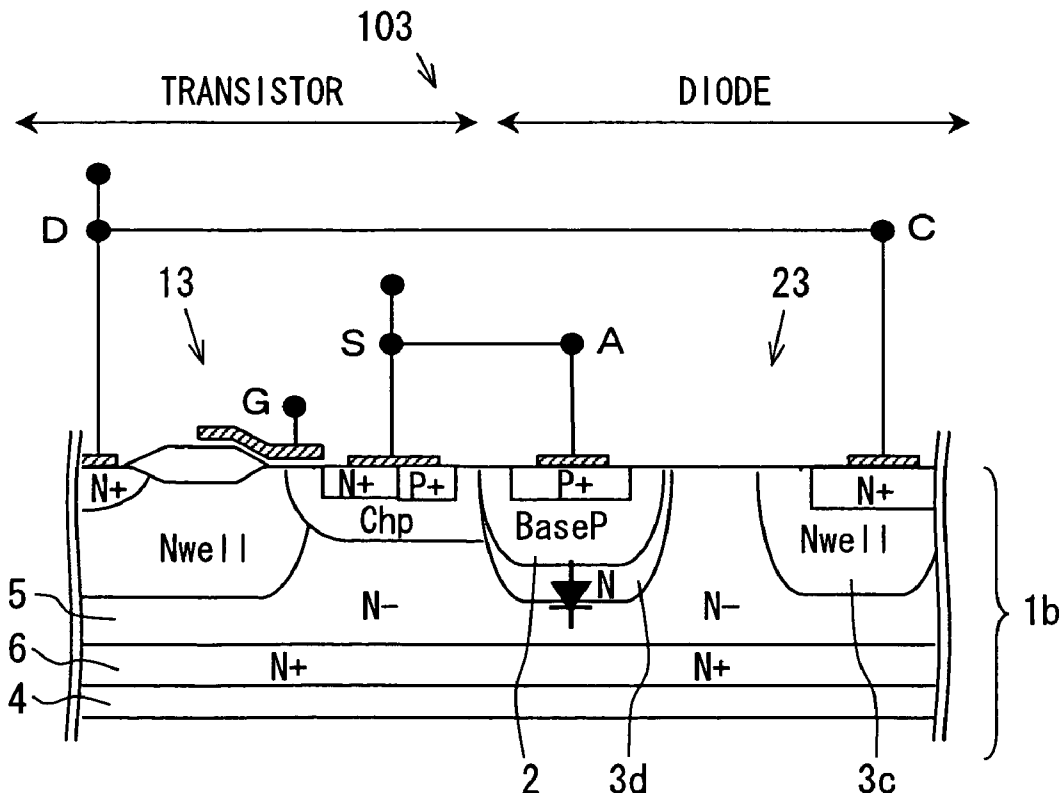 103
TRANSISTOR DIODE
D C
13 23
S A
G
N+ N+ P+ P+ N+
Chp BaseP
Nwell Nwell
N
5 N- N- 1b
6 N+ N+
4
2 3d 3c